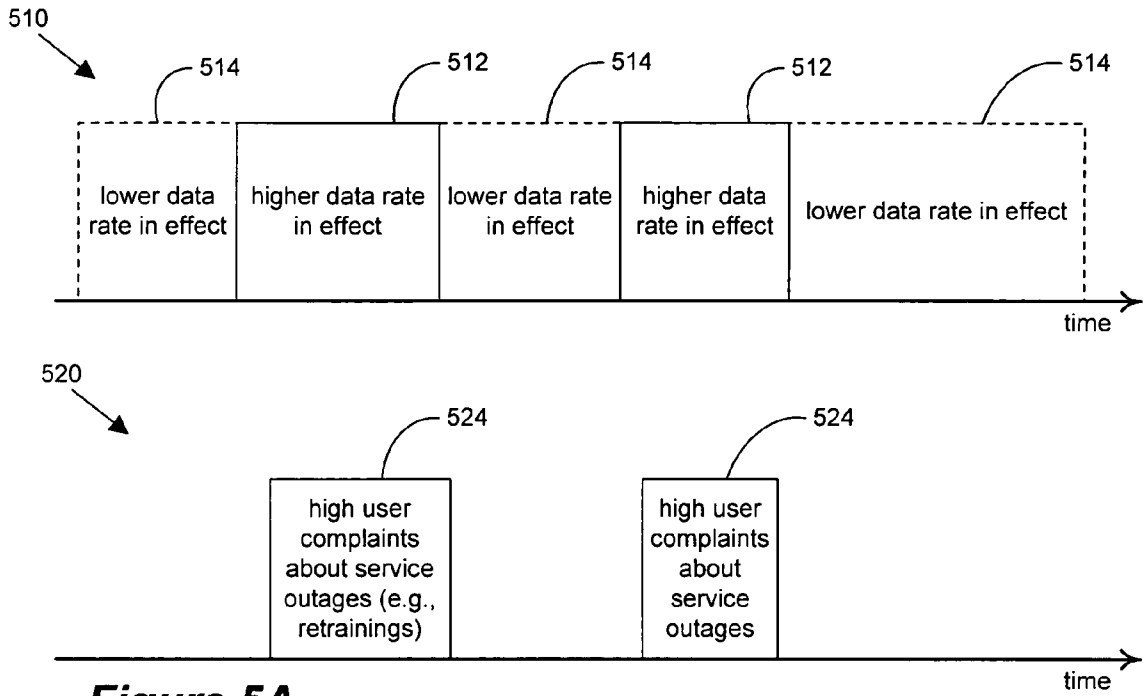 510
514
512
514
512
514
lower data
rate in effect
higher data rate
in effect
lower data rate
in effect
higher data
rate in effect
lower data rate in effect
time
520
524
524
high user
complaints
about service
outages (e.g.,
retrainings)
high user
complaints
about
service
outages
time
Figure 5A